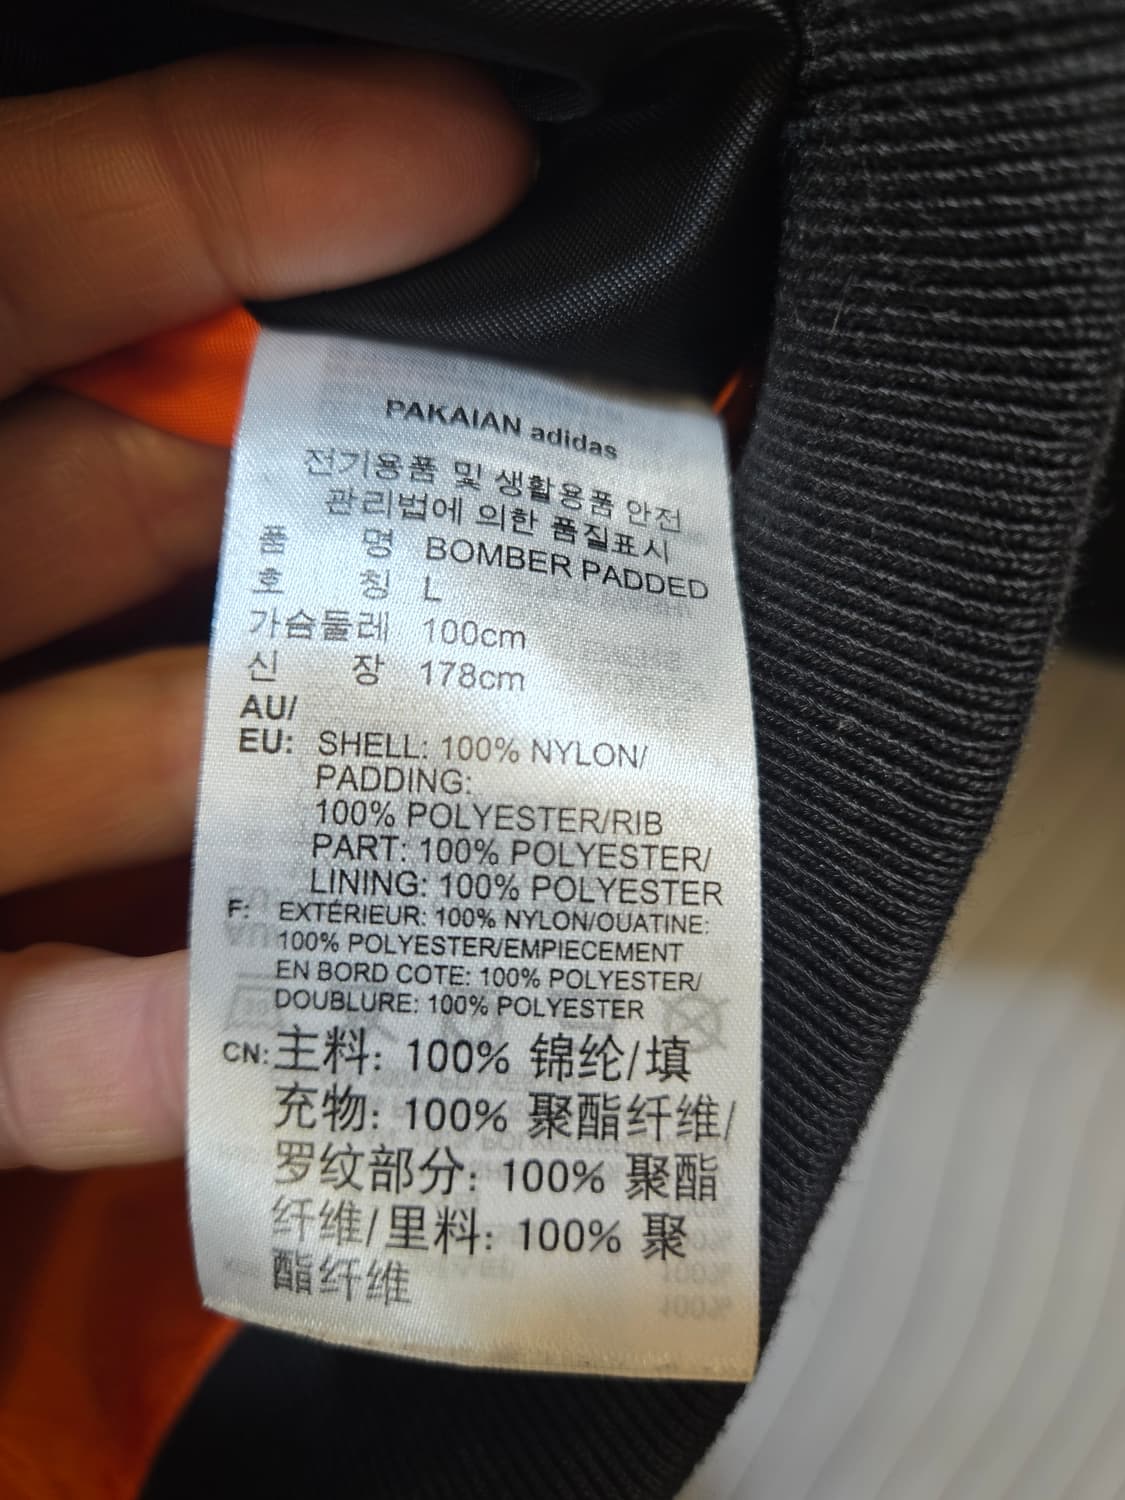 PAKAIAN adidas
전기용품 및 생활용품 안전
관리법에 의한 품질표시
품 명 BOMBER PADDED
호 칭 L
가슴둘레 100cm
신 장 178cm
AU/
EU: SHELL: 100% NYLON/
PADDING:
100% POLYESTER/RIB
PART: 100% POLYESTER/
LINING: 100% POLYESTER
F: EXTÉRIEUR: 100% NYLON/OUATINE:
100% POLYESTER/EMPIECEMENT
EN BORD COTE: 100% POLYESTER/
DOUBLURE: 100% POLYESTER
CN: 主料: 100% 锦纶/填
充物: 100% 聚酯纤维/
罗纹部分: 100% 聚酯
纤维/里料: 100% 聚
酯纤维